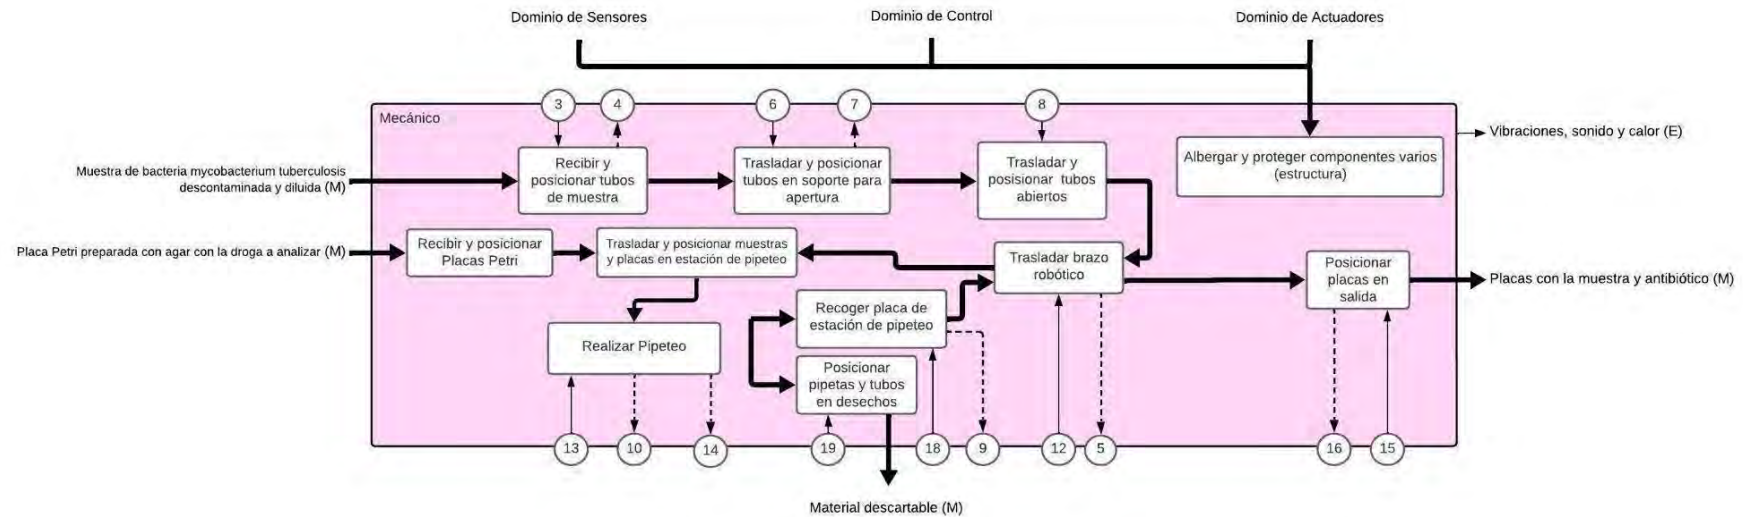 Dominio de Sensores
Dominio de Control
Dominio de Actuadores
3
4
6
7
8
Mecánico
Vibraciones, sonido y calor (E)
Muestra de bacteria mycobacterium tuberculosis
descontaminada y diluida (M)
Recibir y
posicionar tubos
de muestra
Trasladar y posicionar
tubos en soporte para
apertura
Trasladar y
posisionar tubos
abiertos
Albergar y proteger componentes varios
(estructura)
Placa Petri preparada con agar con la droga a analizar (M)
Recibir y posicionar
Placas Petri
Trasladar y posicionar muestras
y placas en estación de pipeteo
Trasladar brazo
robótico
Posicionar
placas en
salida
Placas con la muestra y antibiótico (M)
Realizar Pipeteo
Recoger placa de
estación de pipeteo
Posicionar
pipetas y tubos
en desechos
13
10
14
19
18
9
12
5
16
15
Material descartable (M)